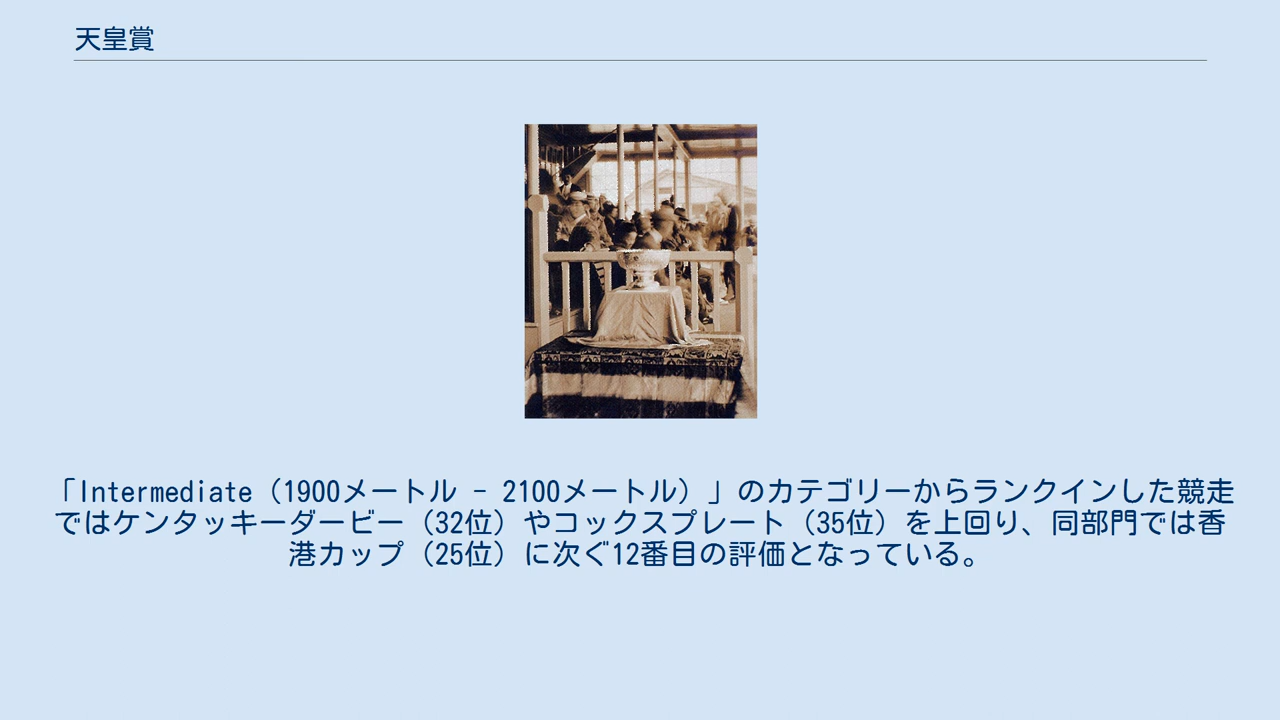 天皇賞
「Intermediate（1900メートル － 2100メートル）」のカテゴリーからランクインした競走
ではケンタッキーダービー（32位）やコックスプレート（35位）を上回り、同部門では香
港カップ（25位）に次ぐ12番目の評価となっている。